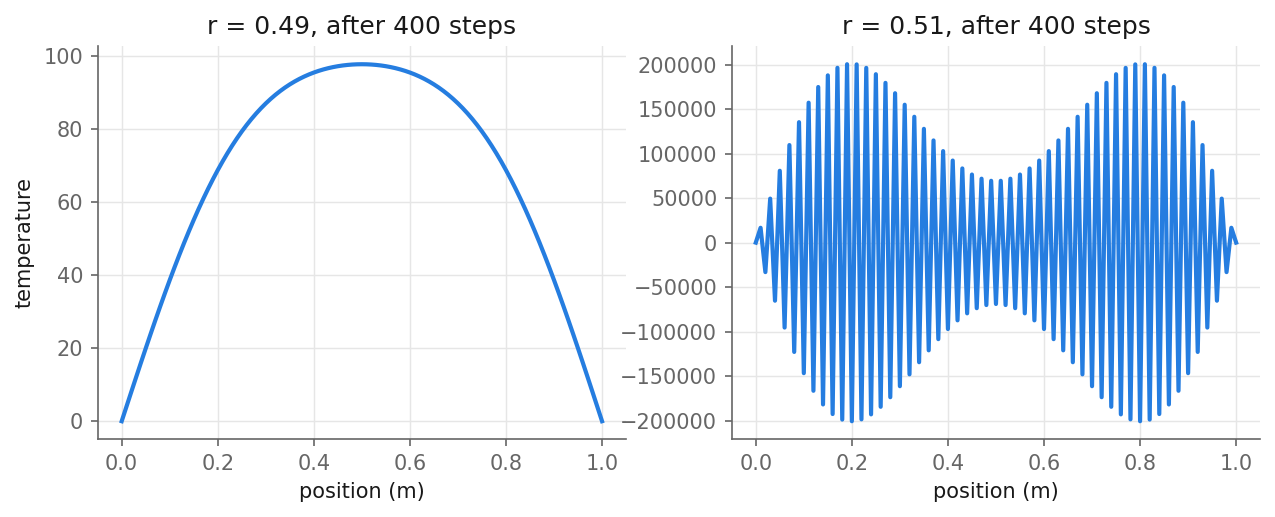 r = 0.49, after 400 steps
100
80
60
40
20
0
temperature
0.0 0.2 0.4 0.6 0.8 1.0
position (m)
r = 0.51, after 400 steps
200000
150000
100000
50000
0
−50000
−100000
−150000
−200000
0.0 0.2 0.4 0.6 0.8 1.0
position (m)